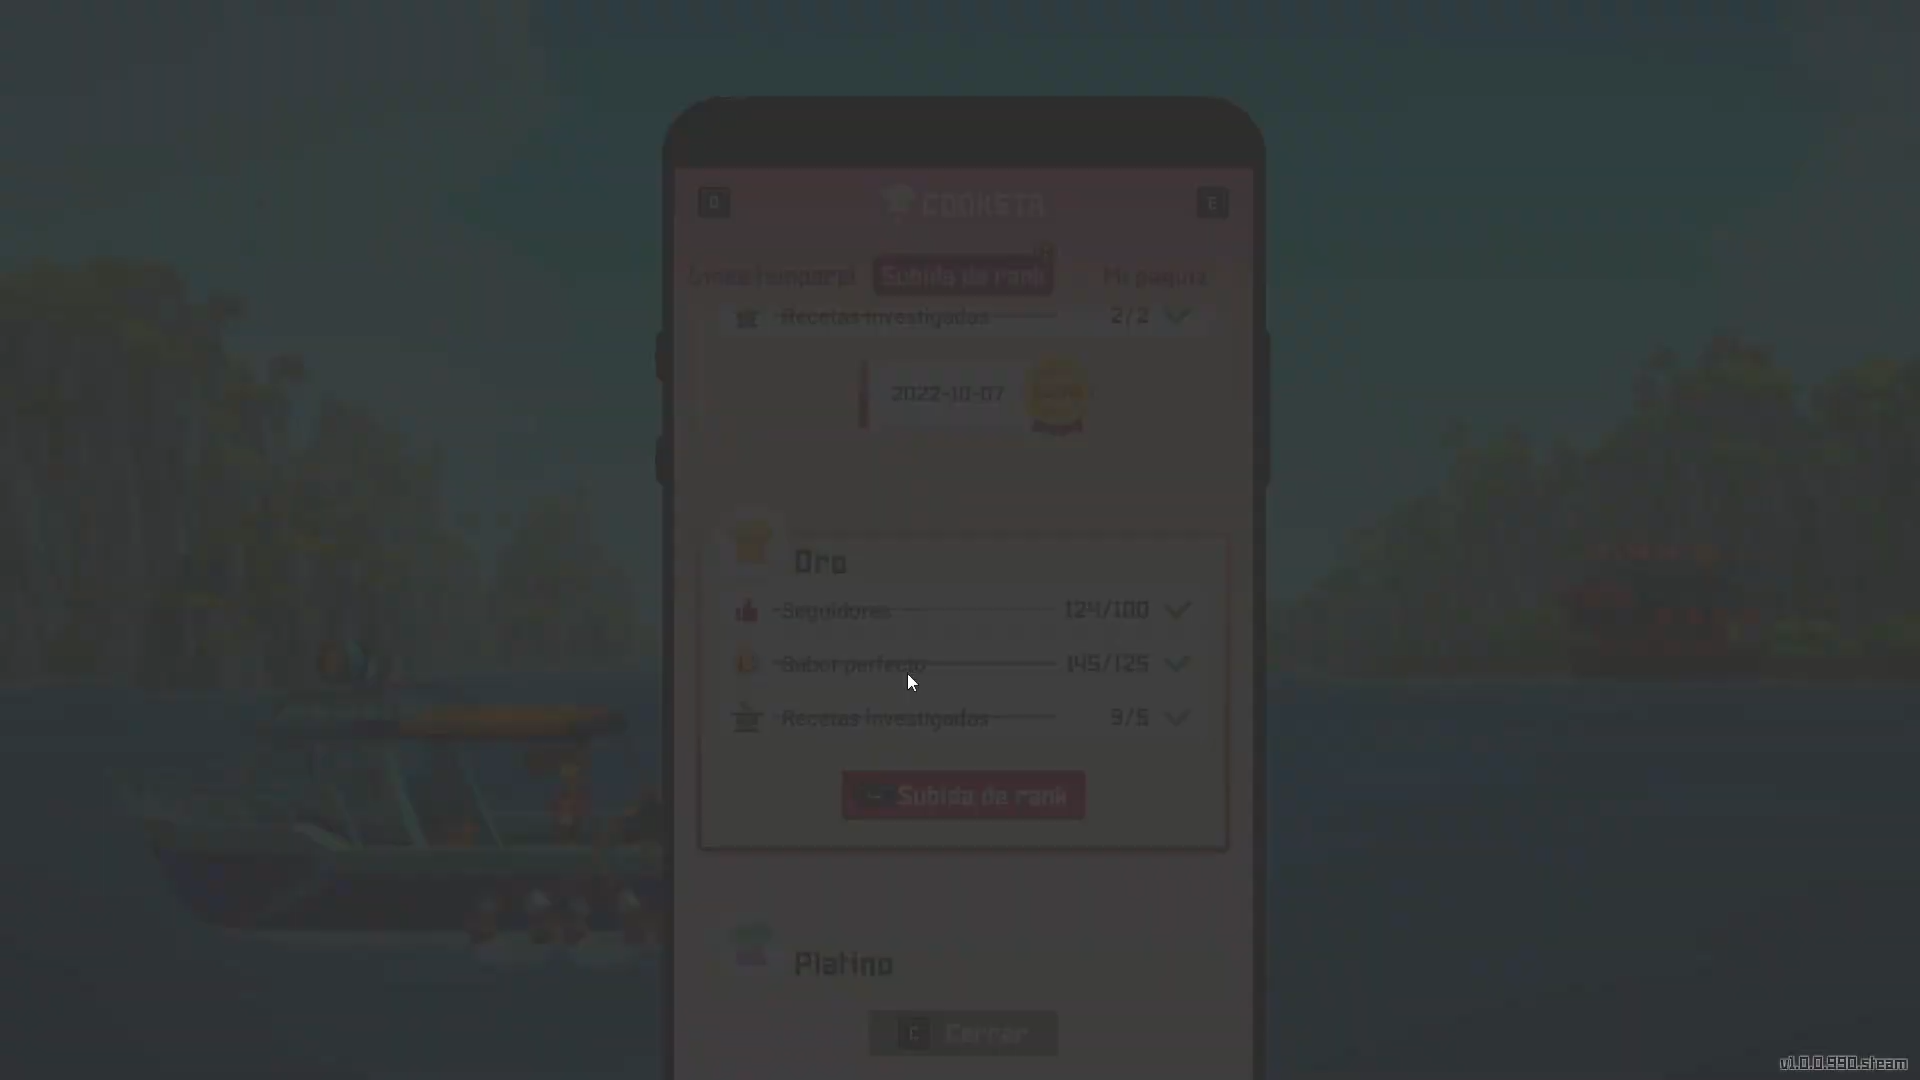 Q
COOKSTA
E
Subida de rank
Mi página
Recetas investigadas
2/2
2022-10-07
Oro
Seguidores
124/100
Sabor perfecto
145/125
Recetas investigadas
9/5
Subida de rank
Platino
C
Cerrar
v1.0.0.990.steam